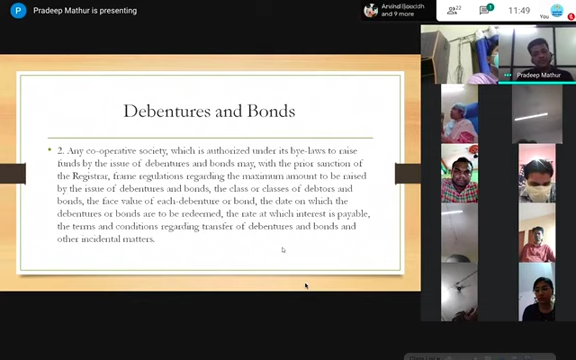 P
Pradeep Mathur is presenting
and 9 more
22
1
11:49
You
Pradeep Mathur
Debentures and Bonds
• 2. Any co-operative society, which is authorized under its bye-laws to raise
funds by the issue of debentures and bonds may, with the prior sanction of
the Registrar, frame regulations regarding the maximum amount to be raised
by the issue of debentures and bonds, the class or classes of debtors and
bonds, the face value of each debenture or bond, the date on which the
debentures or bonds are to be redeemed, the rate at which interest is payable,
the terms and conditions regarding transfer of debentures and bonds and
other incidental matters.